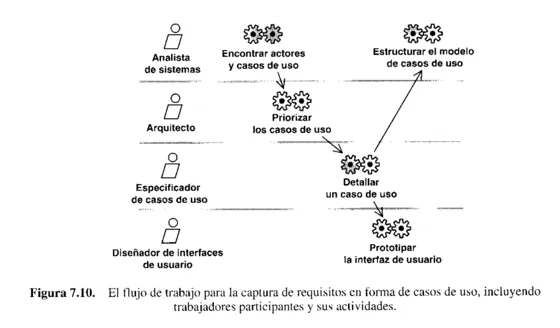 Analista
de sistemas
Encontrar actores
y casos de uso
Estructurar el modelo
de casos de uso
Arquitecto
Priorizar
los casos de uso
Especificador
de casos de uso
Detallar
un caso de uso
Diseñador de interfaces
de usuario
Prototipar
la interfaz de usuario
Figura 7.10. El flujo de trabajo para la captura de requisitos en forma de casos de uso, incluyendo
trabajadores participantes y sus actividades.